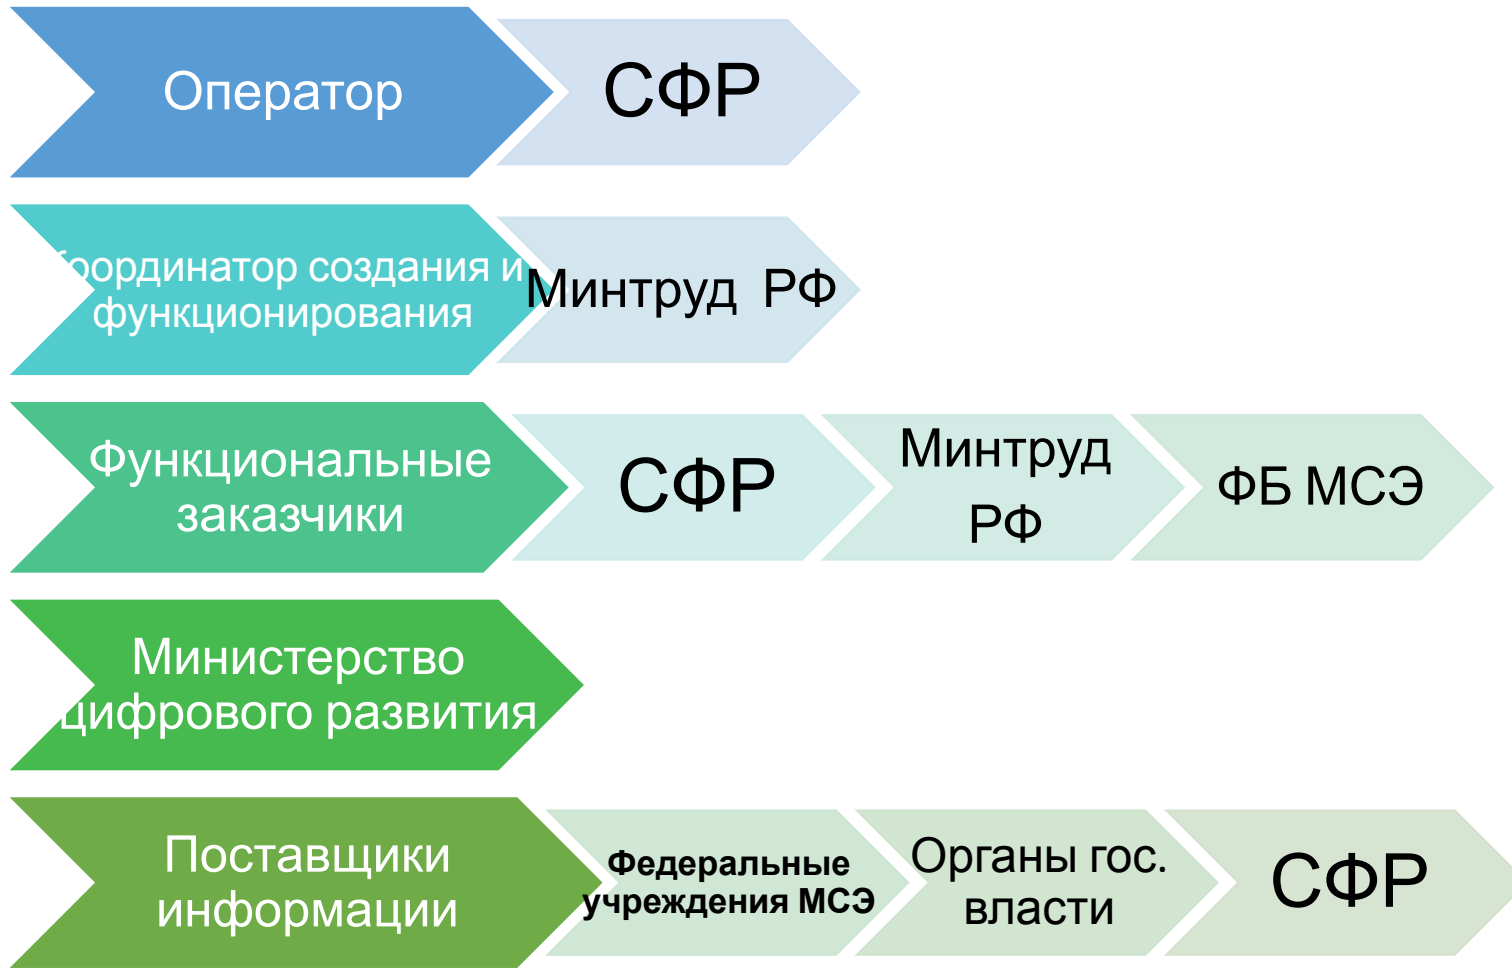 Оператор
СФР
Координатор создания и
функционирования
Минтруд РФ
Функциональные
заказчики
СФР
Минтруд
РФ
ФБ МСЭ
Министерство
цифрового развития
Поставщики
информации
Федеральные
учреждения МСЭ
Органы гос.
власти
СФР